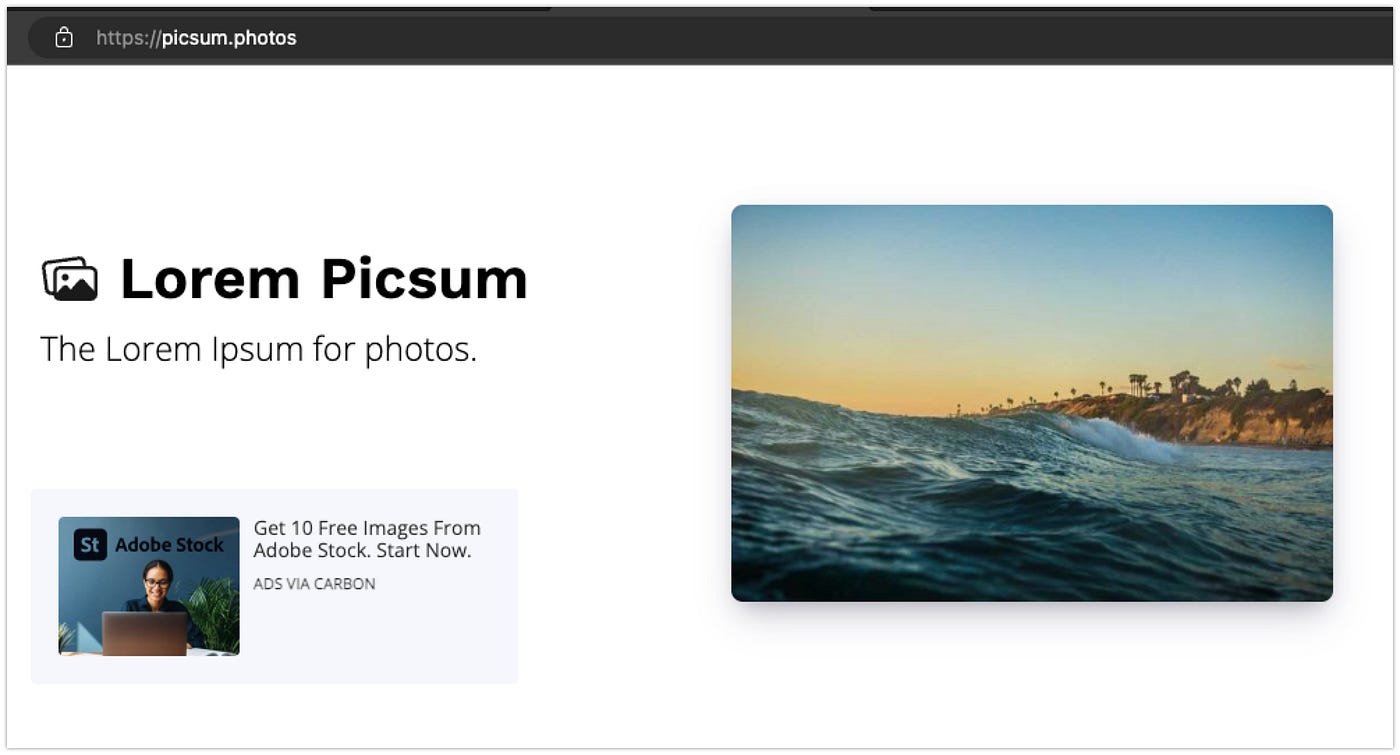 https://picsum.photos
Lorem Picsum
The Lorem Ipsum for photos.
St Adobe Stock
Get 10 Free Images From
Adobe Stock. Start Now.
ADS VIA CARBON